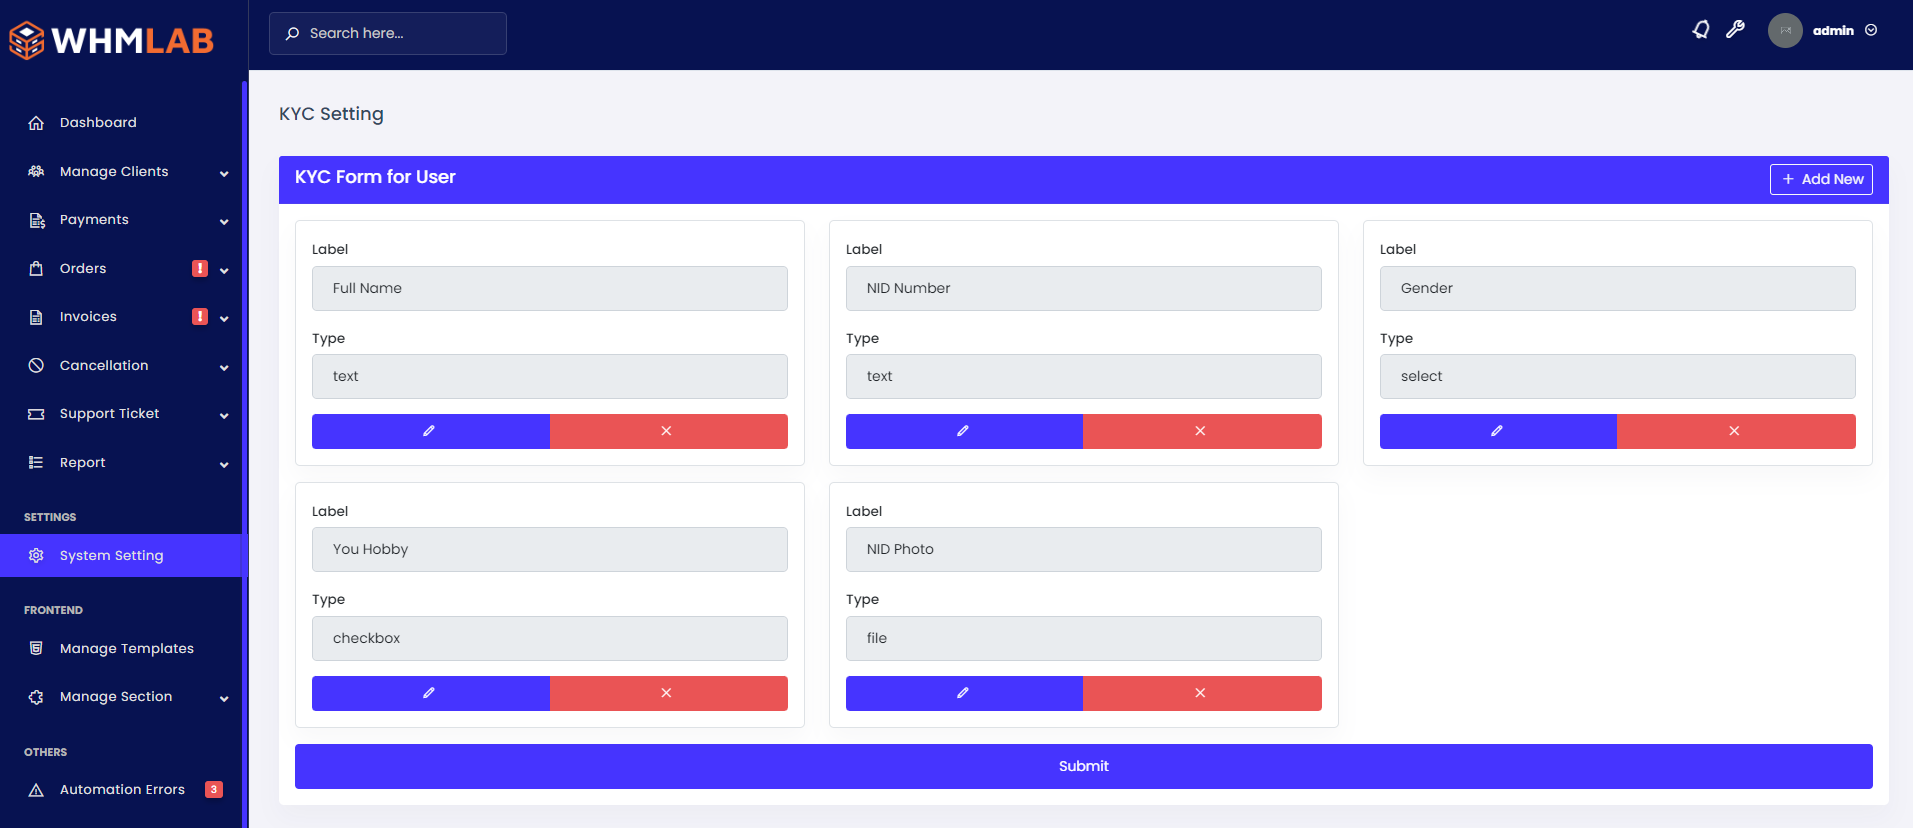 WHMLAB
Search here...
admin
Dashboard
Manage Clients
Payments
Orders
!
Invoices
!
Cancellation
Support Ticket
Report
SETTINGS
System Setting
FRONTEND
Manage Templates
Manage Section
OTHERS
Automation Errors
3
KYC Setting
KYC Form for User
Add New
Label
Full Name
Type
text
Label
NID Number
Type
text
Label
Gender
Type
select
Label
You Hobby
Type
checkbox
Label
NID Photo
Type
file
Submit